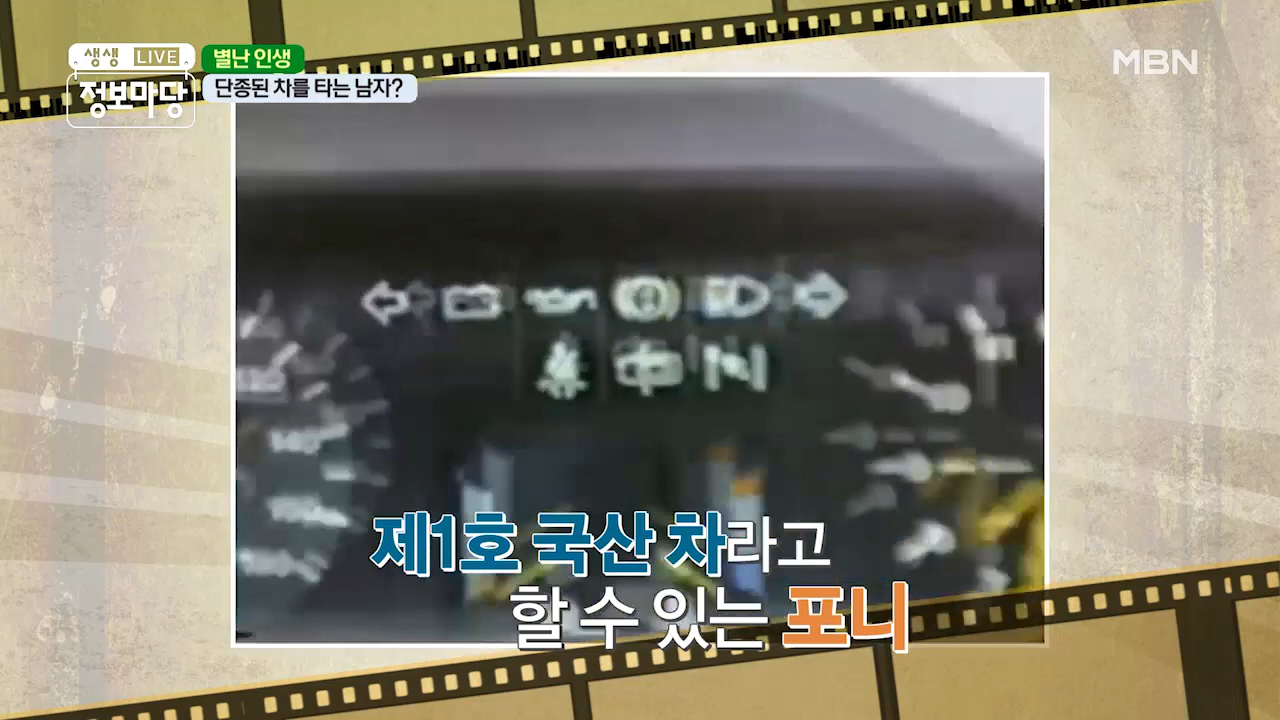 생생 LIVE
정보마당
별난 인생
단종된 차를 타는 남자?
MBN
제1호 국산 차라고
할 수 있는 포니